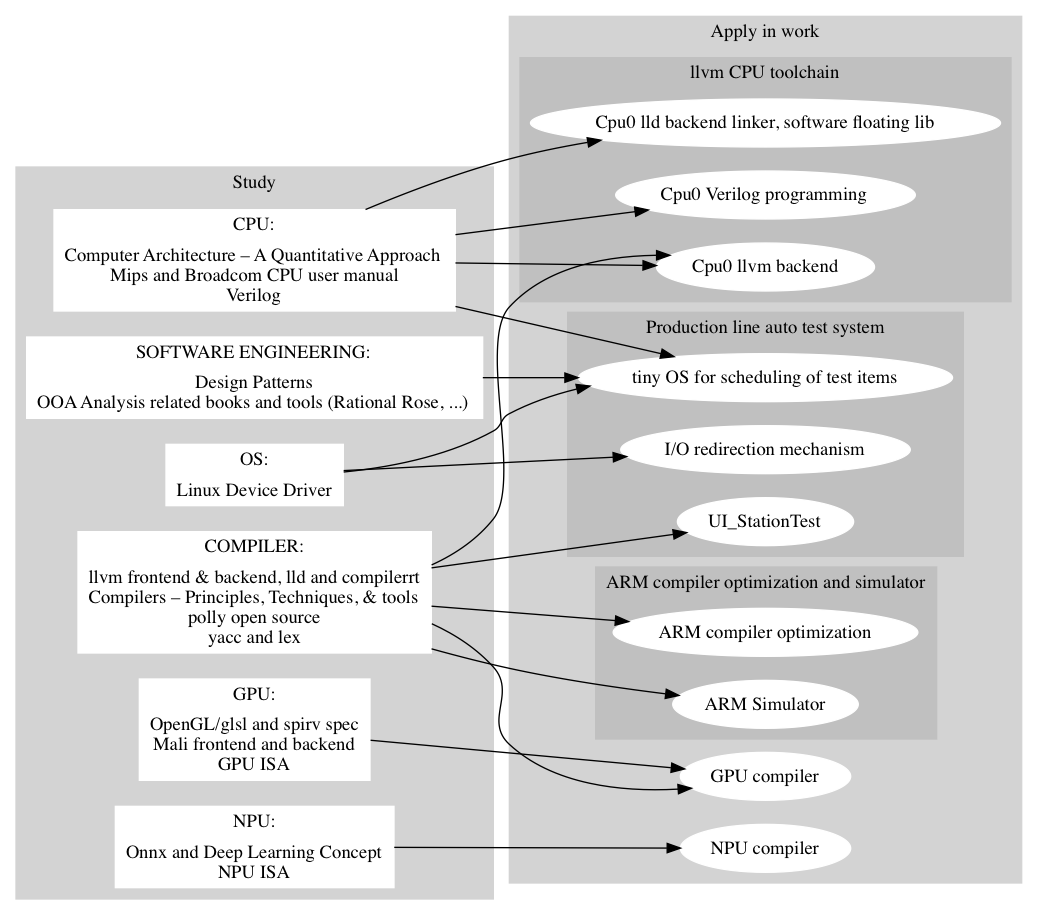 Study
CPU:
Computer Architecture – A Quantitative Approach
Mips and Broadcom CPU user manual
Verilog
SOFTWARE ENGINEERING:
Design Patterns
OOA Analysis related books and tools (Rational Rose, ...)
OS:
Linux Device Driver
COMPILER:
llvm frontend & backend, lld and compilerrt
Compilers – Principles, Techniques, & tools
polly open source
yacc and lex
GPU:
OpenGL/glsl and spirv spec
Mali frontend and backend
GPU ISA
NPU:
Onnx and Deep Learning Concept
NPU ISA
Apply in work
llvm CPU toolchain
Cpu0 lld backend linker, software floating lib
Cpu0 Verilog programming
Cpu0 llvm backend
Production line auto test system
tiny OS for scheduling of test items
I/O redirection mechanism
UI_StationTest
ARM compiler optimization and simulator
ARM compiler optimization
ARM Simulator
GPU compiler
NPU compiler